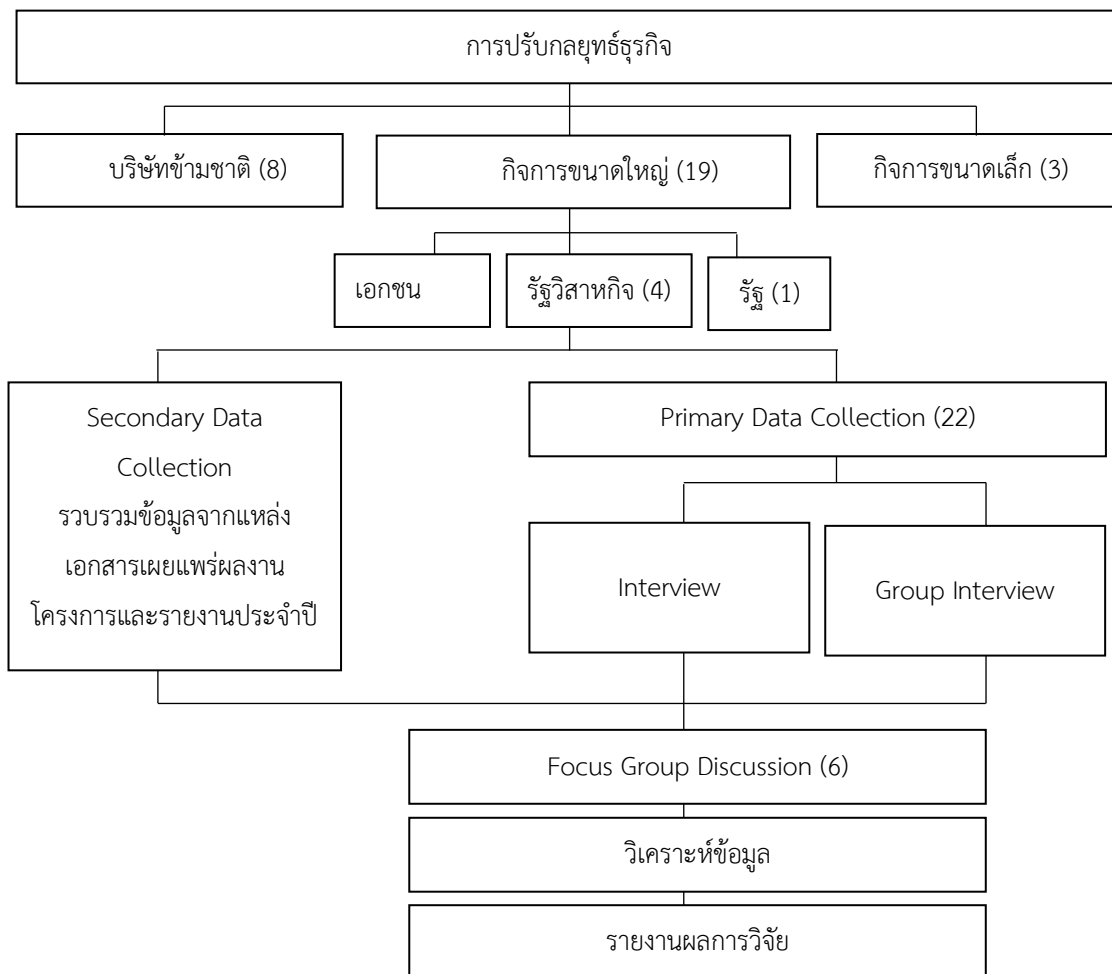 การปรับกลยุทธ์ธุรกิจ
บริษัทข้ามชาติ (8)
กิจการขนาดใหญ่ (19)
กิจการขนาดเล็ก (3)
เอกชน
รัฐวิสาหกิจ (4)
รัฐ (1)
Secondary Data
Collection
รวบรวมข้อมูลจากแหล่ง
เอกสารเผยแพร่ผลงาน
โครงการและรายงานประจำปี
Primary Data Collection (22)
Interview
Group Interview
Focus Group Discussion (6)
วิเคราะห์ข้อมูล
รายงานผลการวิจัย